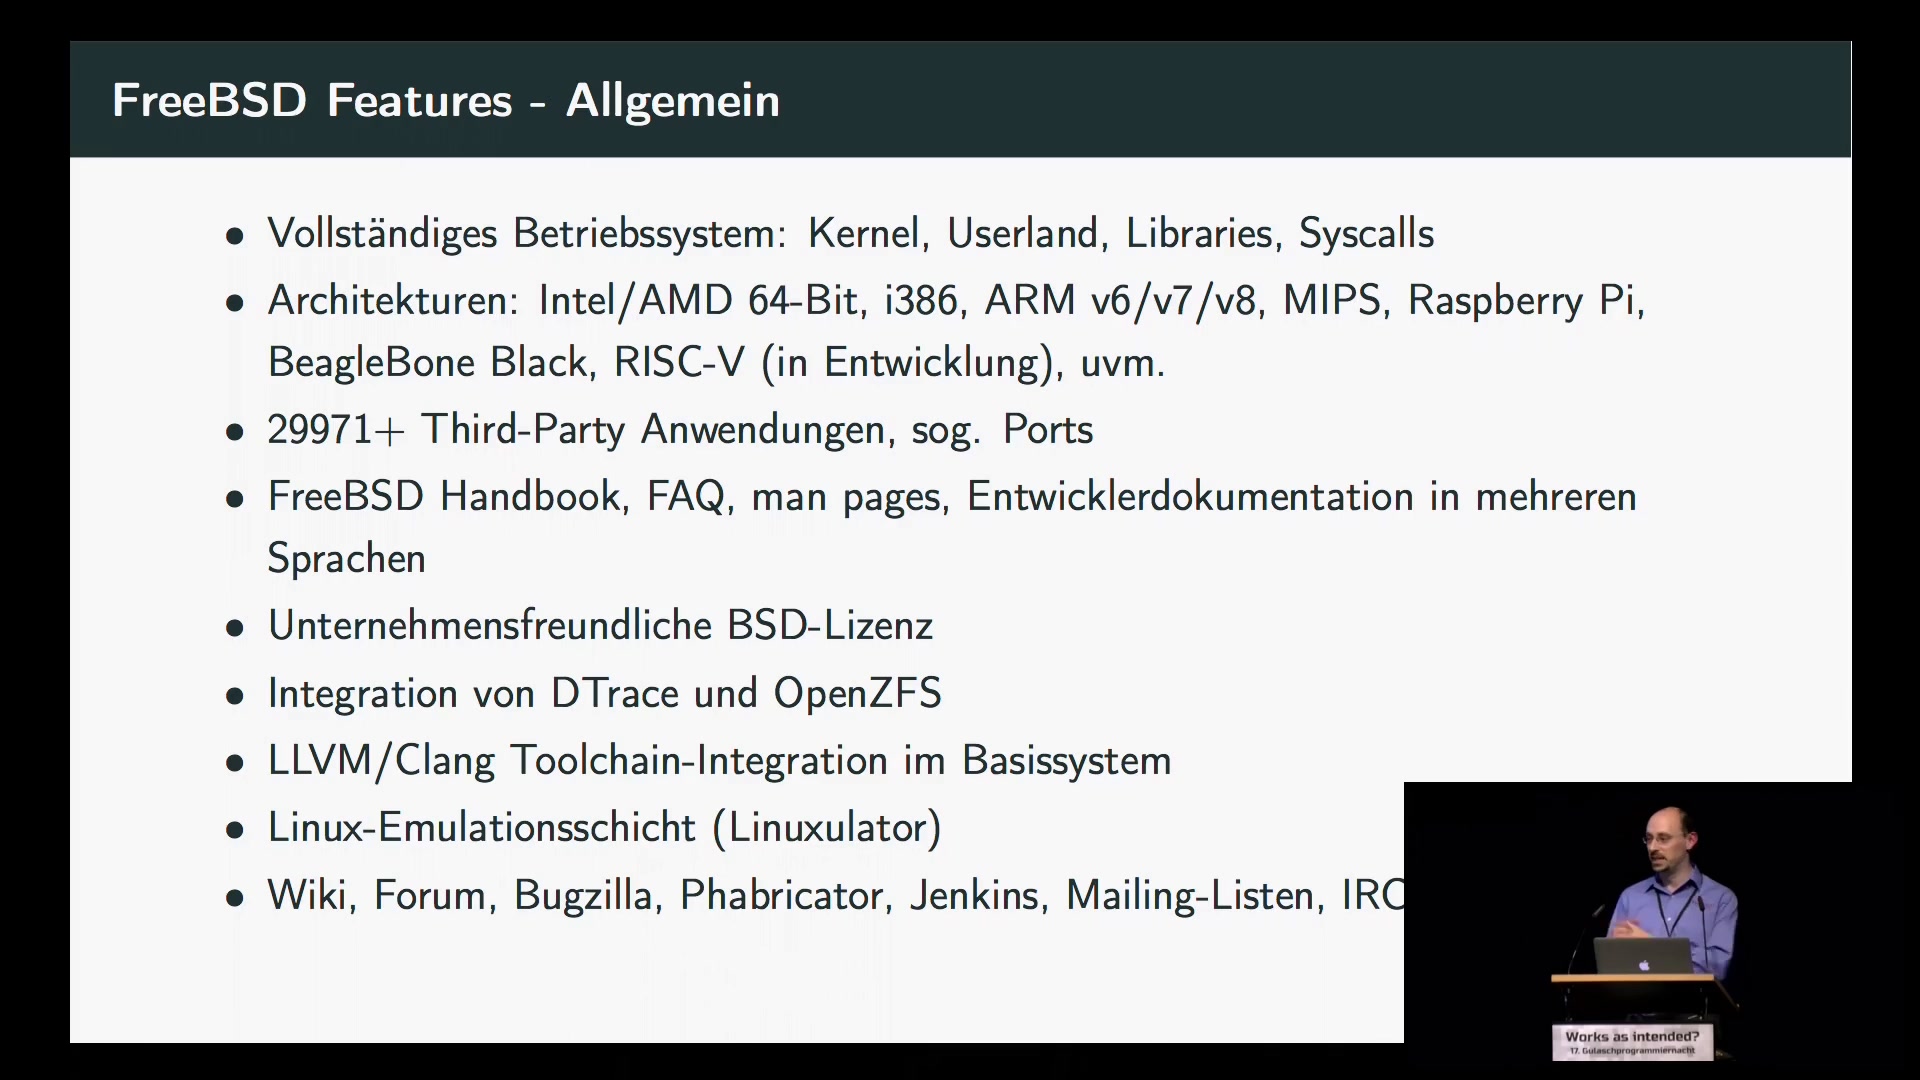 FreeBSD Features - Allgemein
• Vollständiges Betriebssystem: Kernel, Userland, Libraries, Syscalls
• Architekturen: Intel/AMD 64-Bit, i386, ARM v6/v7/v8, MIPS, Raspberry Pi,
BeagleBone Black, RISC-V (in Entwicklung), uvm.
• 29971+ Third-Party Anwendungen, sog. Ports
• FreeBSD Handbook, FAQ, man pages, Entwicklerdokumentation in mehreren
Sprachen
• Unternehmensfreundliche BSD-Lizenz
• Integration von DTrace und OpenZFS
• LLVM/Clang Toolchain-Integration im Basissystem
• Linux-Emulationsschicht (Linuxulator)
• Wiki, Forum, Bugzilla, Phabricator, Jenkins, Mailing-Listen, IRC
Works as intended?
17. Gulaschprogrammiernacht